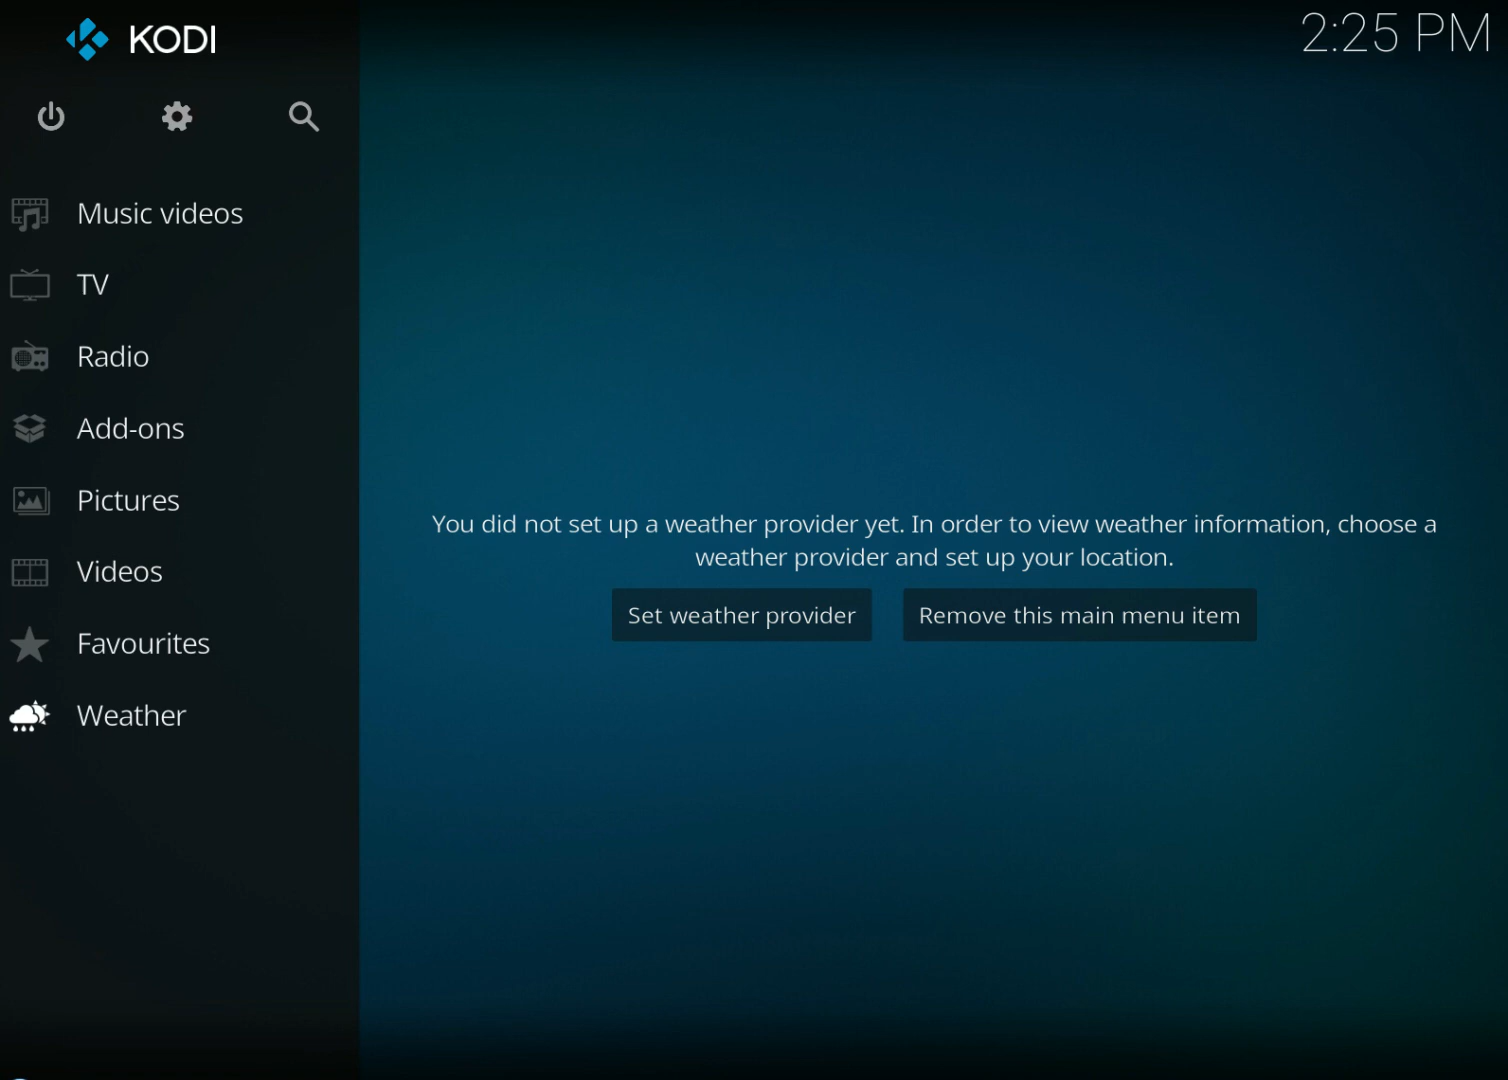 KODI
2:25 PM
Music videos
TV
Radio
Add-ons
Pictures
Videos
Favourites
Weather
You did not set up a weather provider yet. In order to view weather information, choose a
weather provider and set up your location.
Set weather provider
Remove this main menu item